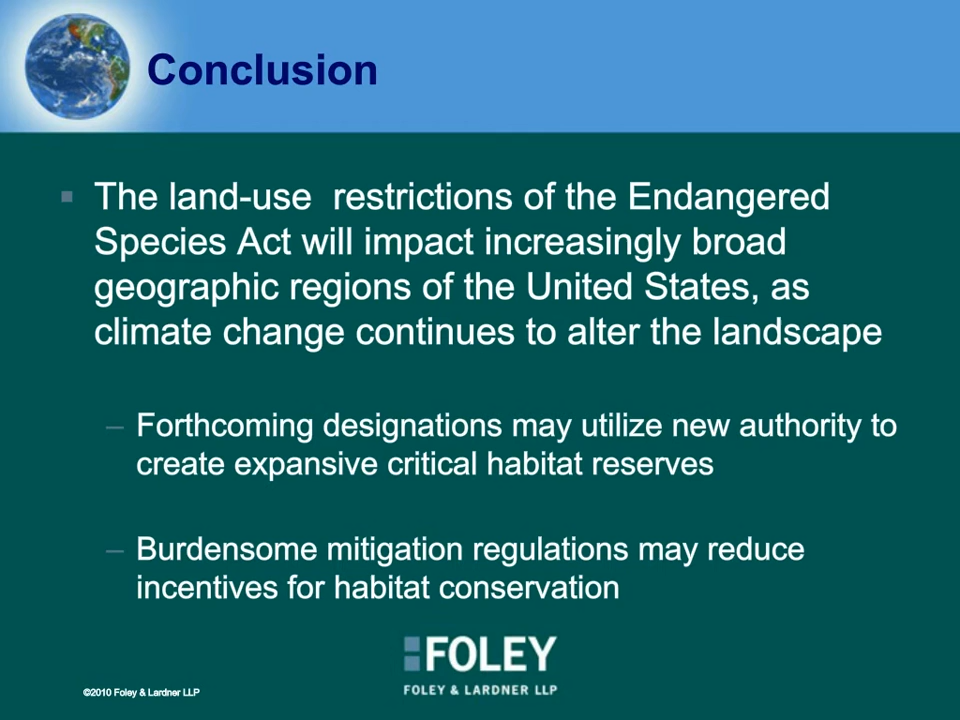 Conclusion
The land-use  restrictions of the Endangered
Species Act will impact increasingly broad
geographic regions of the United States, as
climate change continues to alter the landscape
– Forthcoming designations may utilize new authority to
create expansive critical habitat reserves
– Burdensome mitigation regulations may reduce
incentives for habitat conservation
FOLEY
FOLEY & LARDNER LLP
©2010 Foley & Lardner LLP